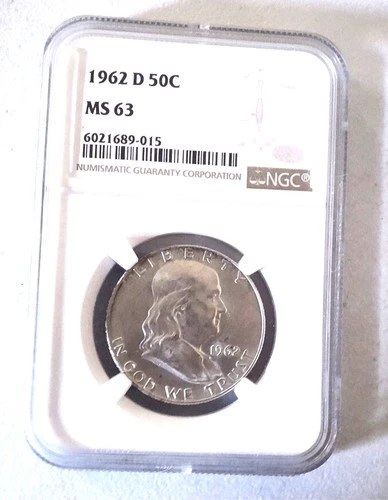 1962 D 50C
MS 63
6021689-015
NUMISMATIC GUARANTY CORPORATION
NGC®
LIBERTY
1962
IN GOD WE TRUST